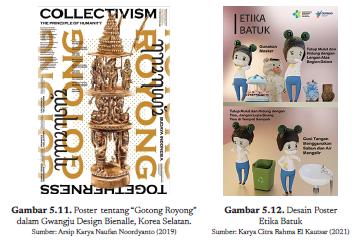 COLLECTIVISM
THE PRINCIPLE OF HUMANITY
GOTONG
ROYONG
BUDAYA INDONESIA
TOGETHERNESS
Gambar 5.11. Poster tentang “Gotong Royong”
dalam Gwangju Design Bienalle, Korea Selatan.
Sumber: Arsip Karya Naufan Noordyanto (2019)
ETIKA
BATUK
Gunakan
Masker
Tutup Mulut dan Hidung dengan
Lengan Atas
Bagian Dalam
Tutup Mulut dan Hidung dengan
Tisu, dengan Lupa Buang
Tisu di Tempat Sampah
Cuci Tangan
Menggunakan
Sabun dan Air
Mengalir
Gambar 5.12. Desain Poster
Etika Batuk
Sumber: Karya Citra Rahma El Kautsar (2021)